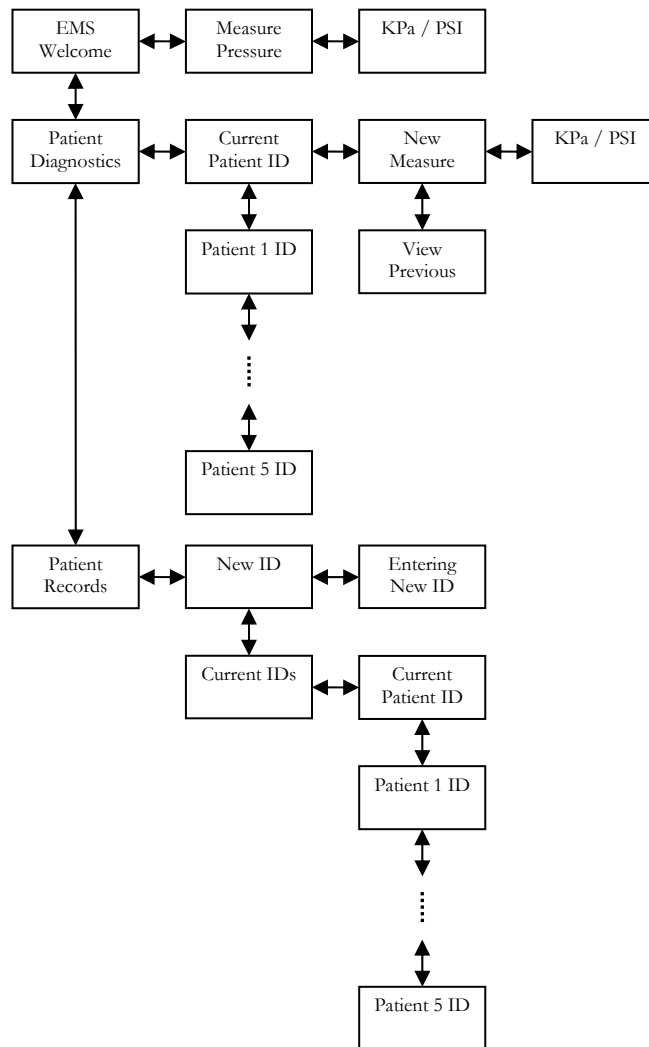 EMS
Welcome
Measure
Pressure
KPa / PSI
Patient
Diagnostics
Current
Patient ID
New
Measure
KPa / PSI
Patient 1 ID
View
Previous
Patient 5 ID
Patient
Records
New ID
Entering
New ID
Current IDs
Current
Patient ID
Patient 1 ID
Patient 5 ID